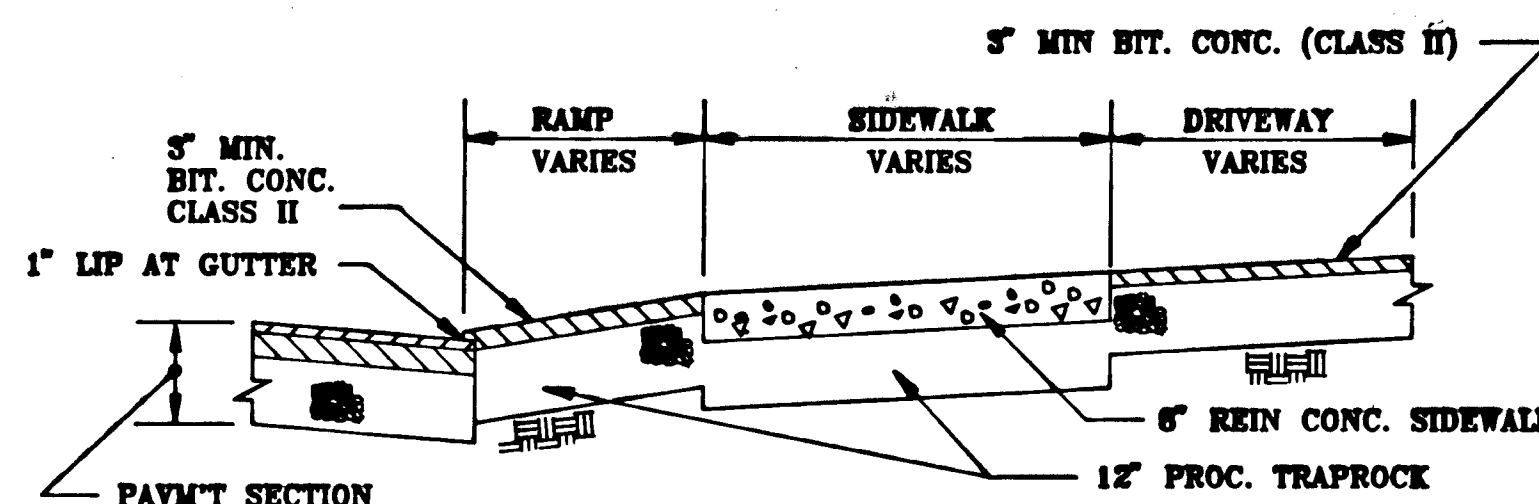 3" MIN BIT. CONC. (CLASS II)
RAMP
VARIES
SIDEWALK
VARIES
DRIVEWAY
VARIES
3" MIN.
BIT. CONC.
CLASS II
1" LIP AT GUTTER
REIN CONC. SIDEWALK
12" PROC. TRAPROCK
PAVM'T SECTION